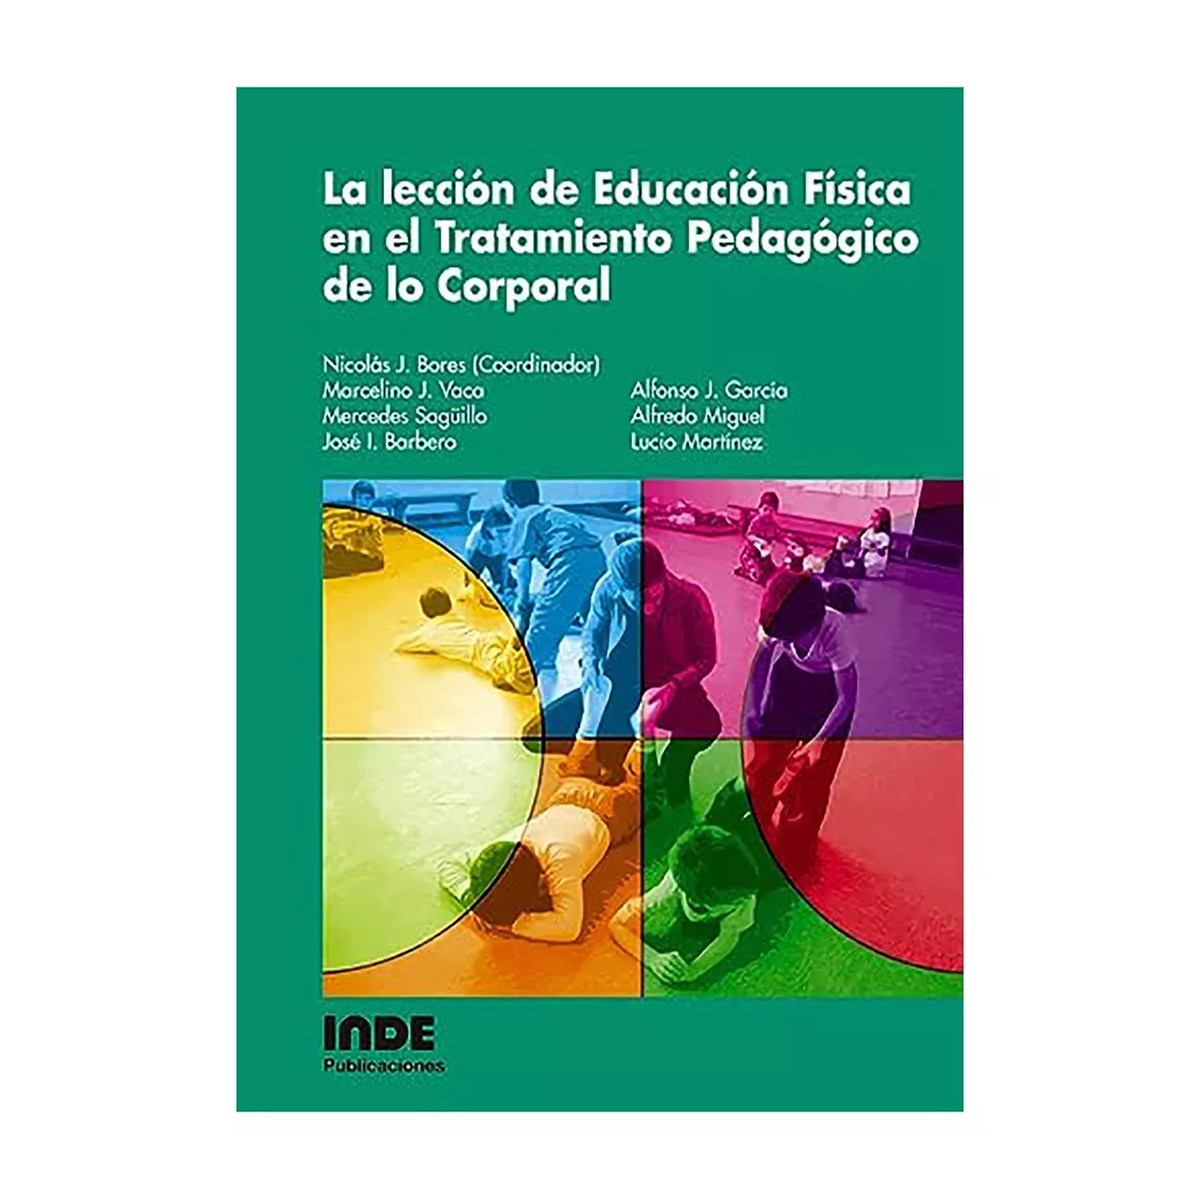 La lección de Educación Física
en el Tratamiento Pedagógico
de lo Corporal
Nicolás J. Bores (Coordinador)
Marcelino J. Vaca
Mercedes Sagüillo
José I. Barbero
Alfonso J. García
Alfredo Miguel
Lucio Martínez
INDE
Publicaciones